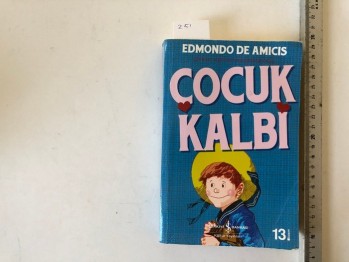 EDMONDO DE AMICIS
ÇOCUK
KALBİ
13